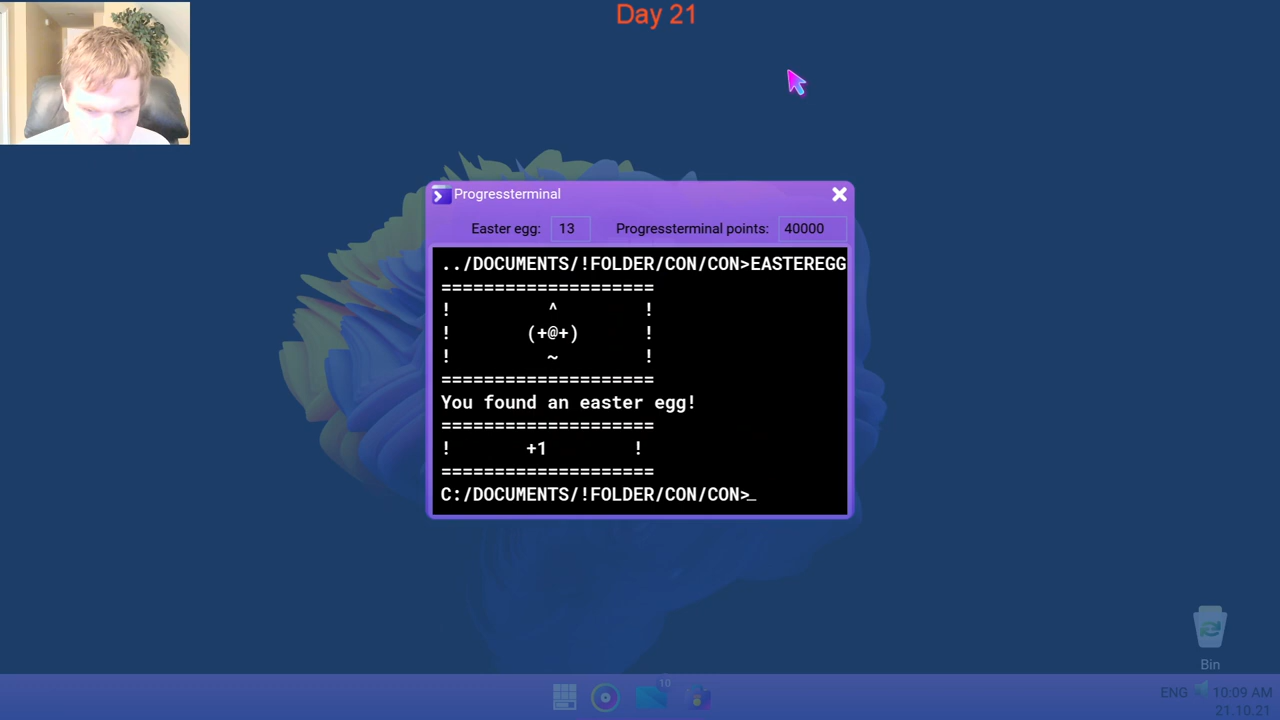 Day 21
Progressterminal
Easter egg: 13 Progressterminal points: 40000
../DOCUMENTS/!FOLDER/CON/CON>EASTEREGG
====================
! ^ !
! (+@+) !
! ~ !
====================
You found an easter egg!
====================
! +1 !
====================
C:/DOCUMENTS/!FOLDER/CON/CON>_
Bin
10
ENG 10:09 AM
21.10.21